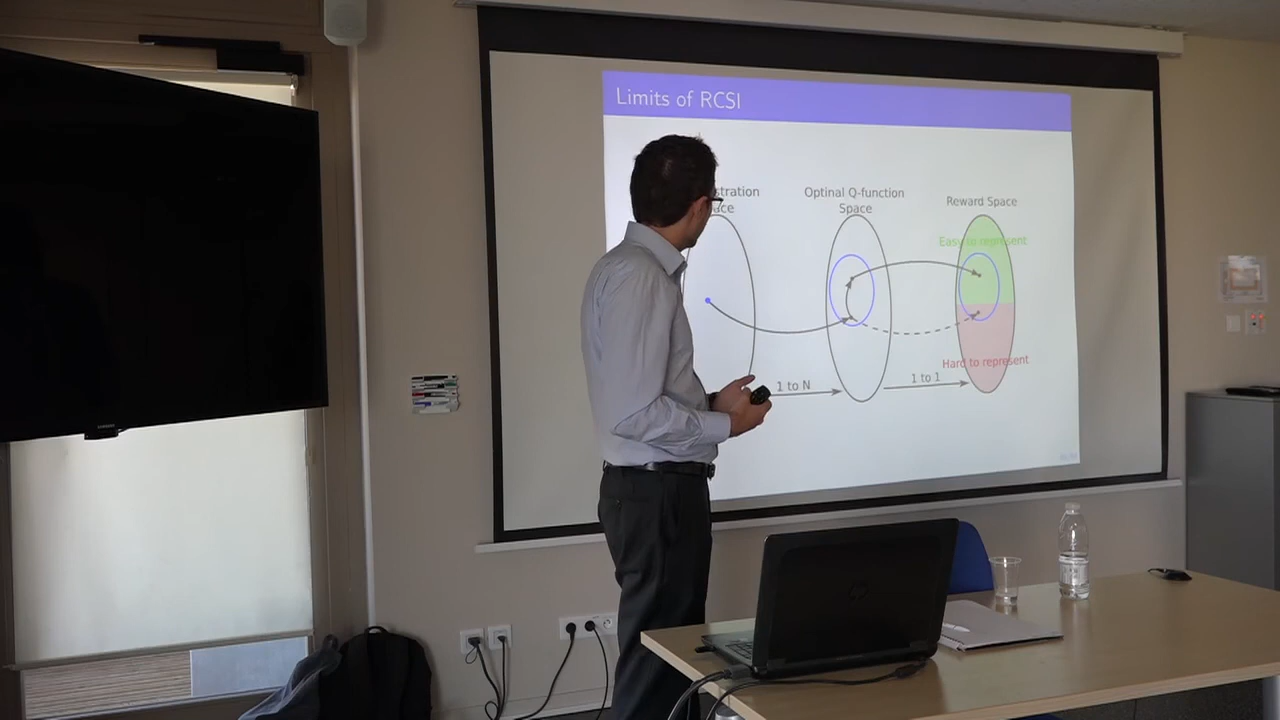 Limits of RCSI
stration
ace
Optinal Q-function
Space
Reward Space
Easy to represent
Hard to represent
1 to N
1 to 1
SAMSUNG